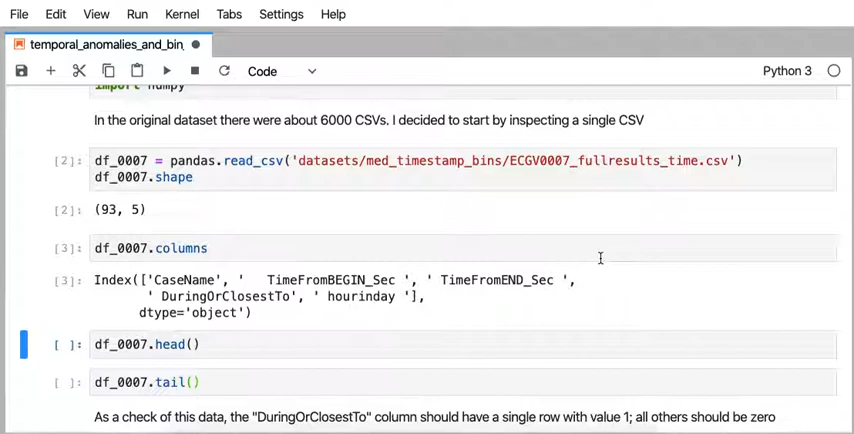 File Edit View Run Kernel Tabs Settings Help
temporal_anomalies_and_bin
Code Python 3
import numpy
In the original dataset there were about 6000 CSVs. I decided to start by inspecting a single CSV
[2]: df_0007 = pandas.read_csv('datasets/med_timestamp_bins/ECGV0007_fullresults_time.csv')
df_0007.shape
[2]: (93, 5)
[3]: df_0007.columns
[3]: Index(['CaseName', '   TimeFromBEGIN_Sec ', ' TimeFromEND_Sec ',
' DuringOrClosestTo', ' hourinday '],
dtype='object')
[ ]: df_0007.head()
[ ]: df_0007.tail()
As a check of this data, the "DuringOrClosestTo" column should have a single row with value 1; all others should be zero